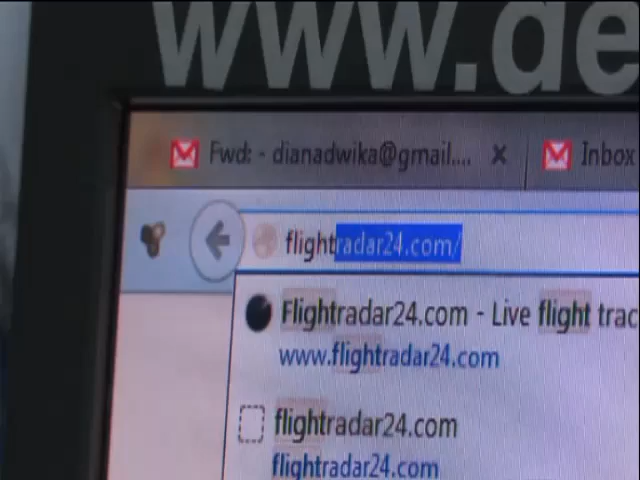 www.de
Fwd: - dianadwika@gmail.... x
Inbox
flightradar24.com/
Flightradar24.com - Live flight trac
www.flightradar24.com
flightradar24.com
flightradar24.com